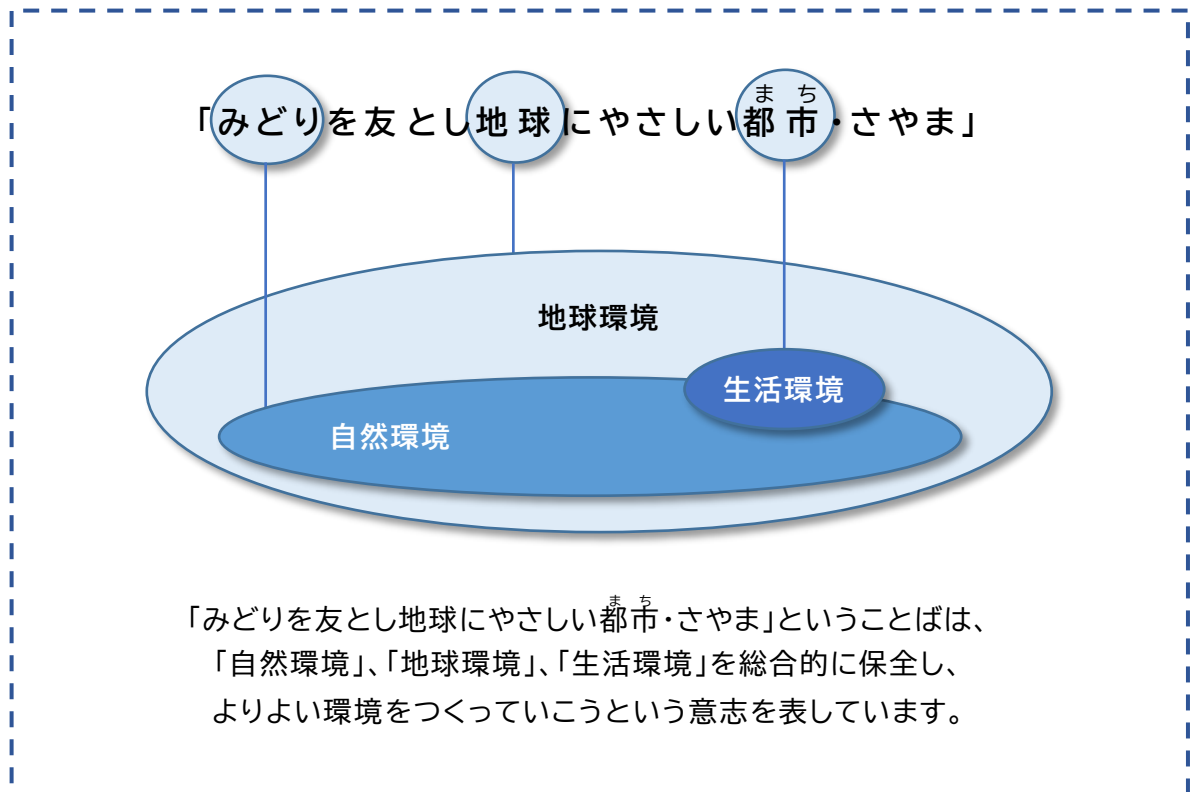 まち
「みどりを友とし地球にやさしい都市・さやま」
地球環境
生活環境
自然環境
まち
「みどりを友とし地球にやさしい都市・さやま」ということばは、
「自然環境」、「地球環境」、「生活環境」を総合的に保全し、
よりよい環境をつくっていこうという意志を表しています。